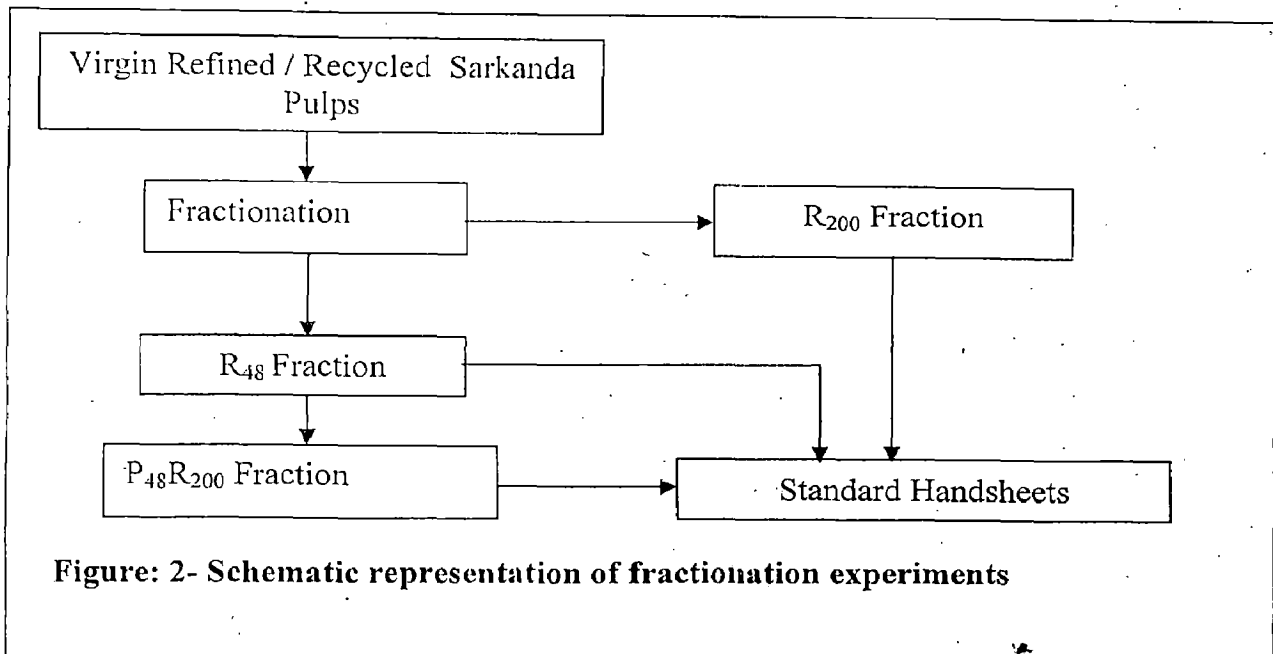 Virgin Refined / Recycled Sarkanda
Pulps
Fractionation
R₂₀₀ Fraction
R₄₈ Fraction
P₄₈R₂₀₀ Fraction
Standard Handsheets
Figure: 2- Schematic representation of fractionation experiments